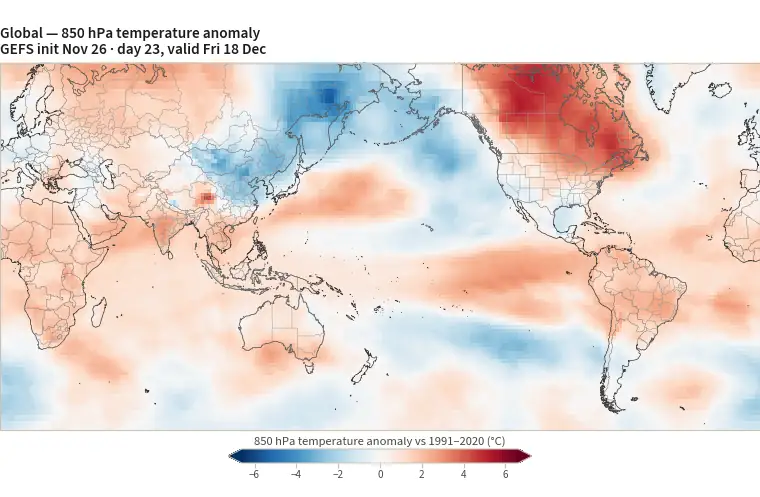 Global — 850 hPa temperature anomaly
GEFS init Nov 26 · day 23, valid Fri 18 Dec
850 hPa temperature anomaly vs 1991–2020 (°C)
−6 −4 −2 0 2 4 6